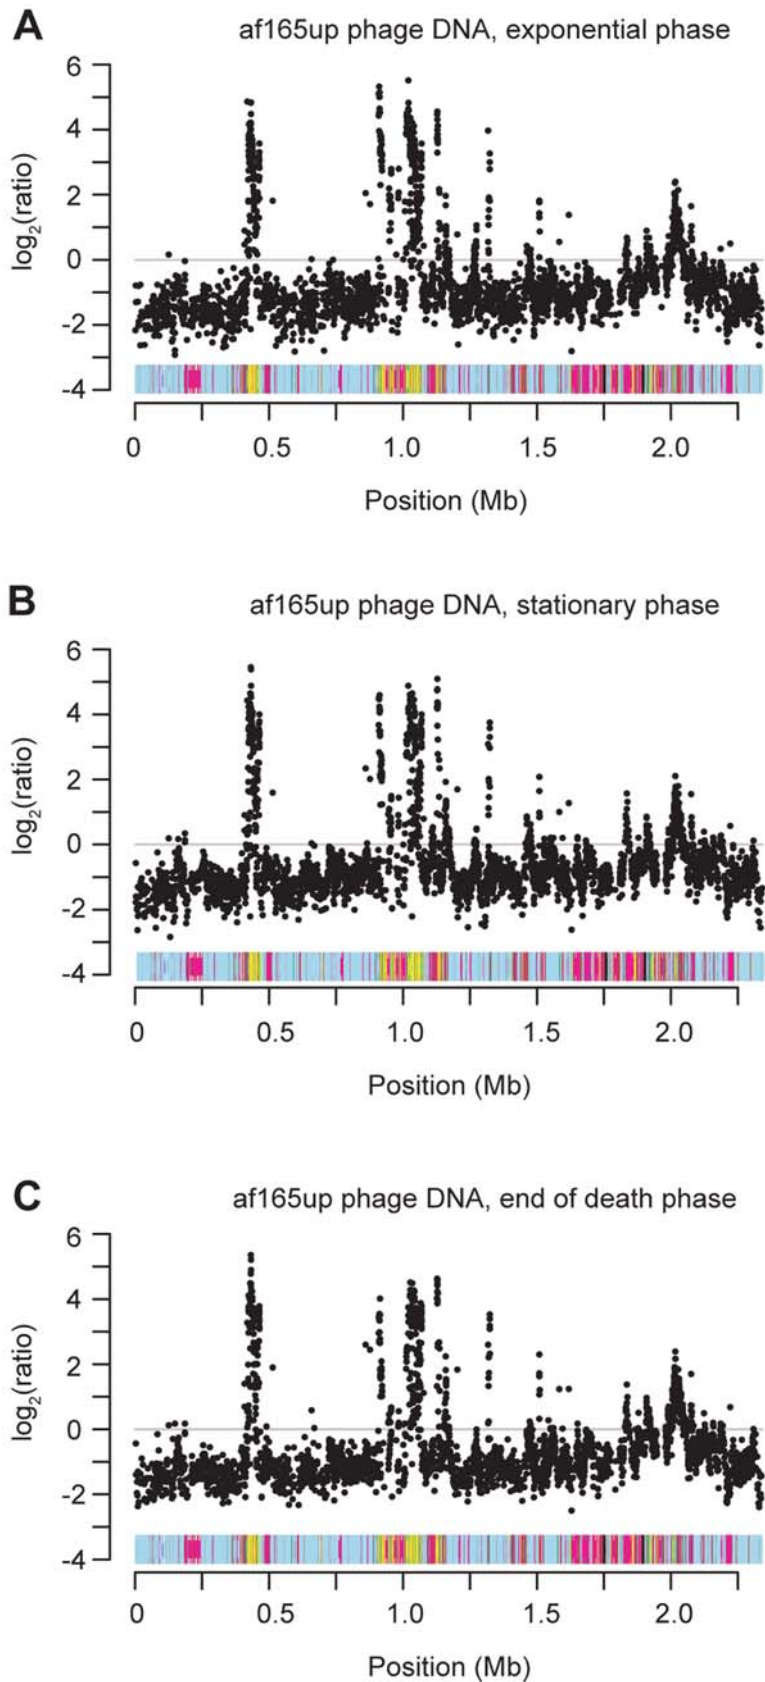 A
af165up phage DNA, exponential phase
6
4
2
0
-2
-4
log2(ratio)
0 0.5 1.0 1.5 2.0
Position (Mb)
B
af165up phage DNA, stationary phase
6
4
2
0
-2
-4
log2(ratio)
0 0.5 1.0 1.5 2.0
Position (Mb)
C
af165up phage DNA, end of death phase
6
4
2
0
-2
-4
log2(ratio)
0 0.5 1.0 1.5 2.0
Position (Mb)